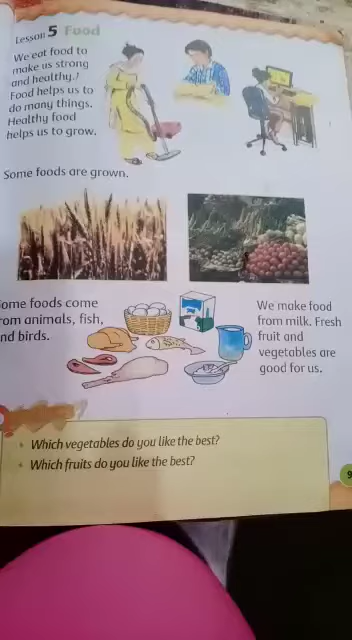 Lesson 5 Food
We eat food to
make us strong
and healthy.
Food helps us to
do many things.
Healthy food
helps us to grow.
Some foods are grown.
ome foods come
om animals, fish,
nd birds.
We make food
from milk. Fresh
fruit and
vegetables are
good for us.
• Which vegetables do you like the best?
• Which fruits do you like the best?
9